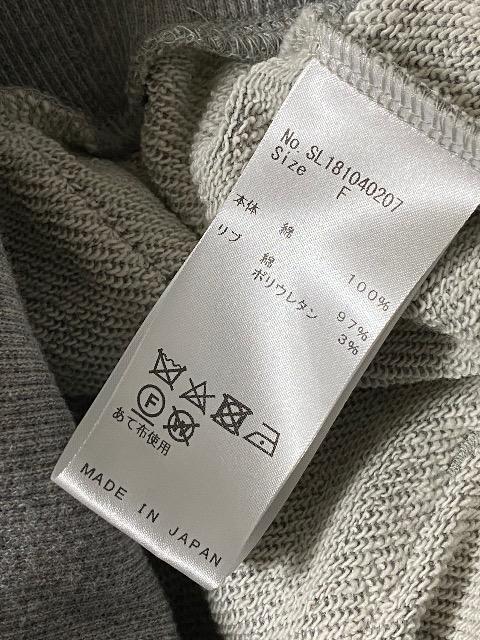 No. SL181040207
Size F
本体 綿 100%
リブ 綿 97%
ポリウレタン 3%
F W
あて布使用
MADE IN JAPAN